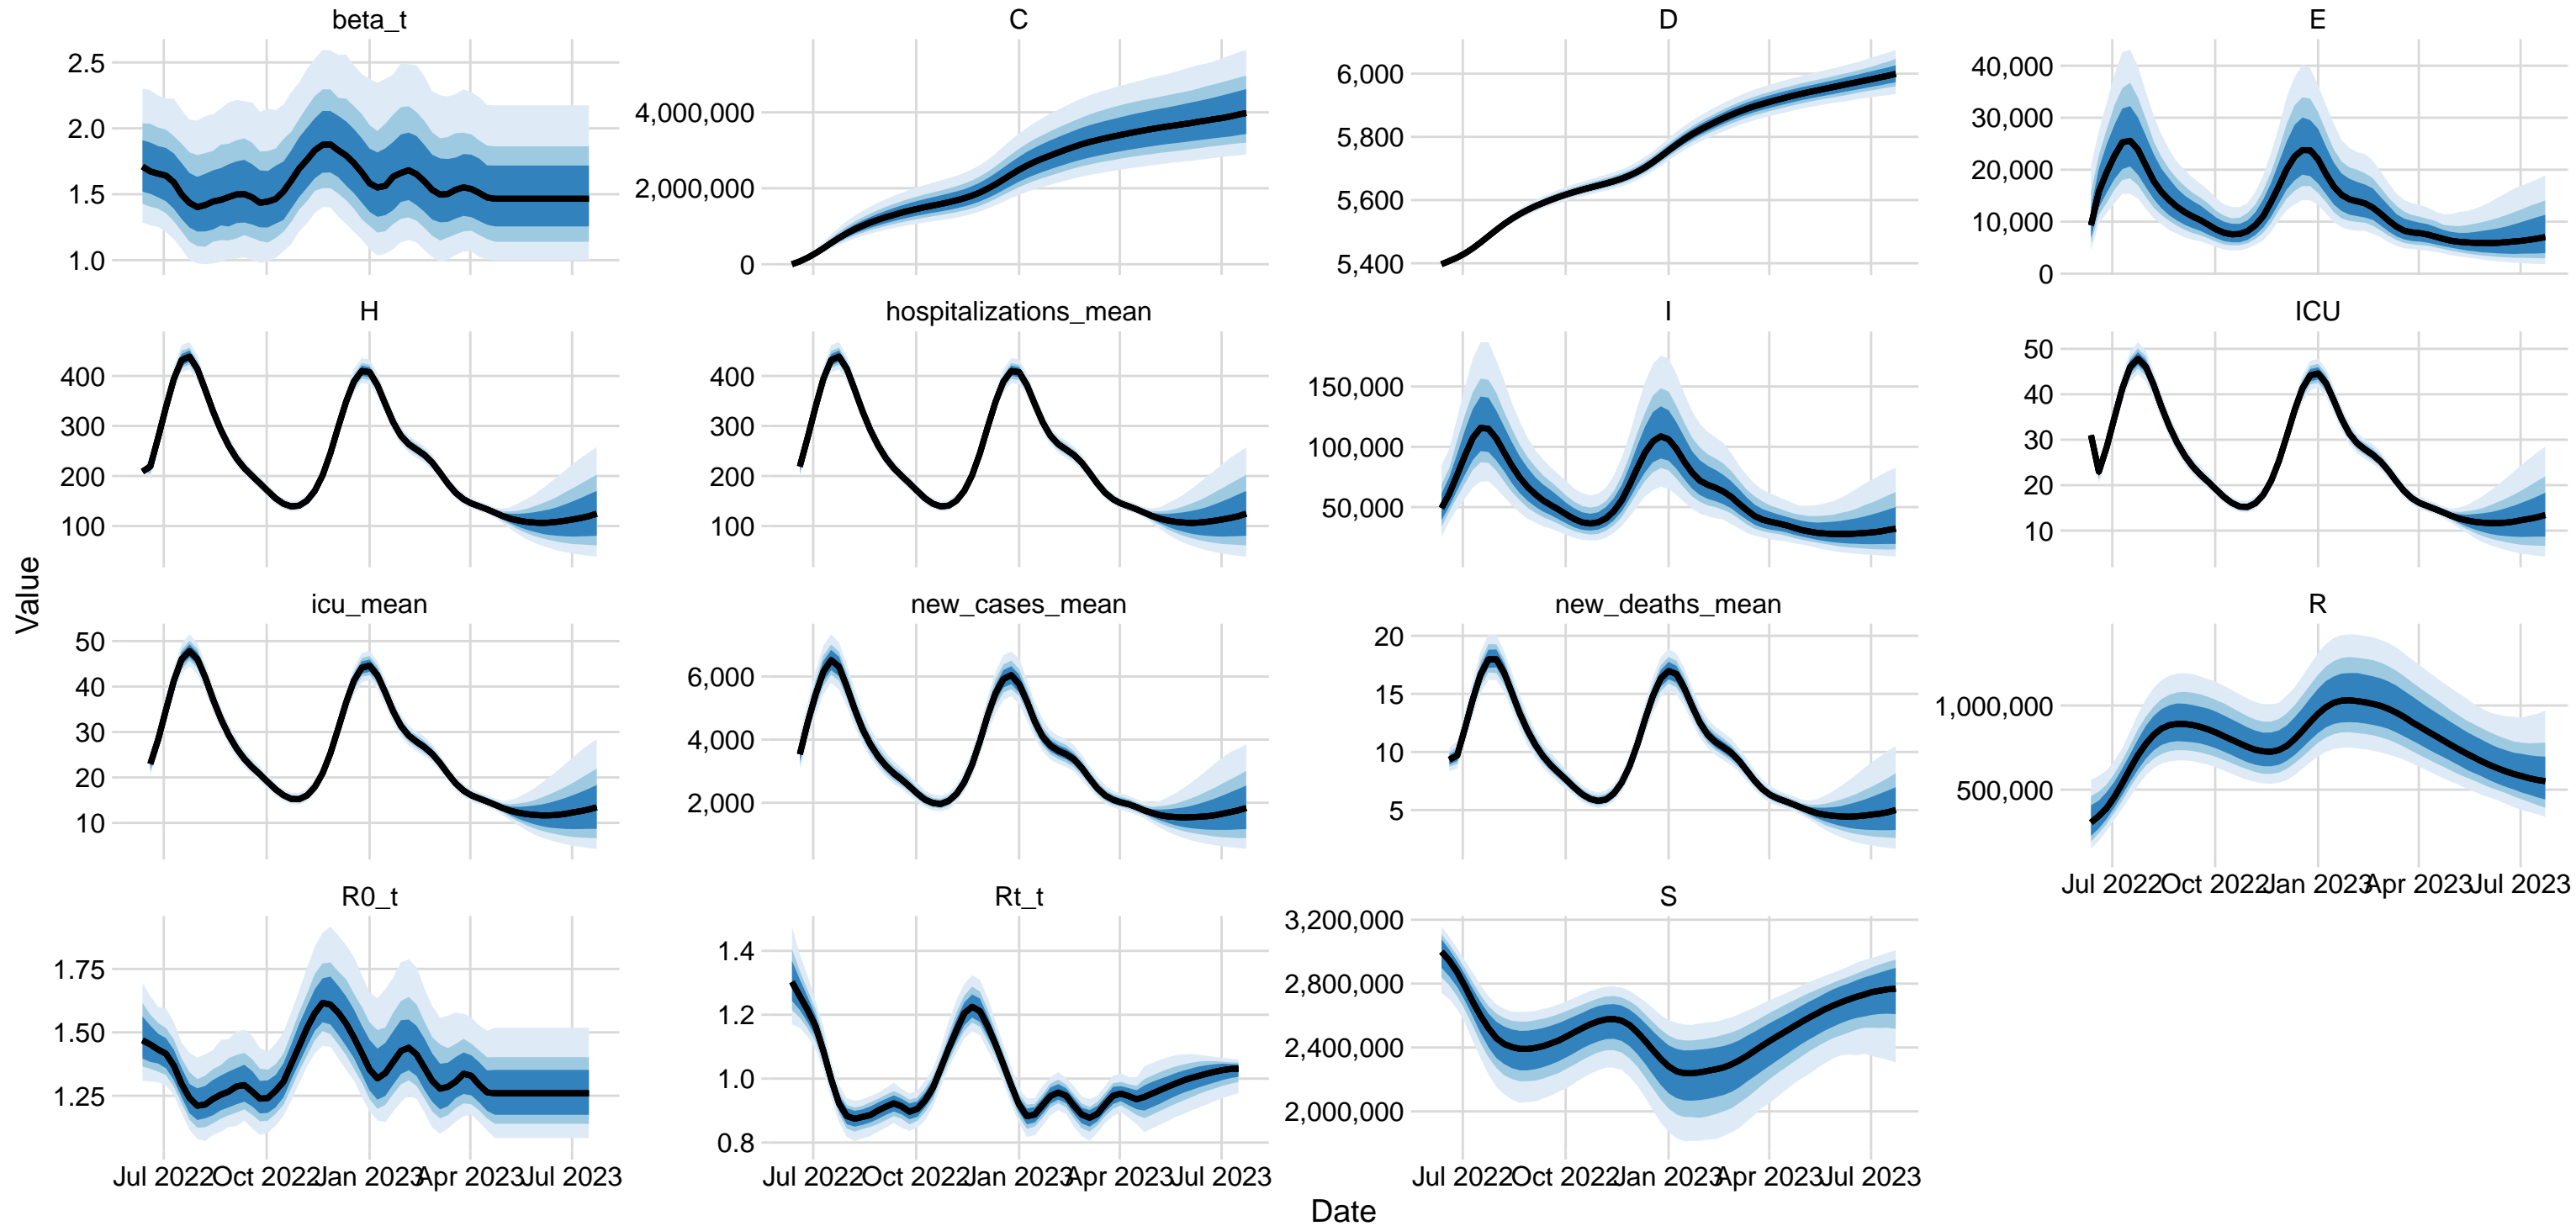 beta_t
C
D
E
2.5
2.0
1.5
1.0
4,000,000
2,000,000
0
6,000
5,800
5,600
5,400
40,000
30,000
20,000
10,000
0
H
hospitalizations_mean
I
ICU
400
300
200
100
400
300
200
100
150,000
100,000
50,000
50
40
30
20
10
Value
icu_mean
new_cases_mean
new_deaths_mean
R
50
40
30
20
10
6,000
4,000
2,000
20
15
10
5
1,000,000
500,000
Jul 2022 Oct 2022 Jan 2023 Apr 2023 Jul 2023
R0_t
Rt_t
S
1.75
1.50
1.25
1.4
1.2
1.0
0.8
3,200,000
2,800,000
2,400,000
2,000,000
Jul 2022 Oct 2022 Jan 2023 Apr 2023 Jul 2023
Jul 2022 Oct 2022 Jan 2023 Apr 2023 Jul 2023
Jul 2022 Oct 2022 Jan 2023 Apr 2023 Jul 2023
Date